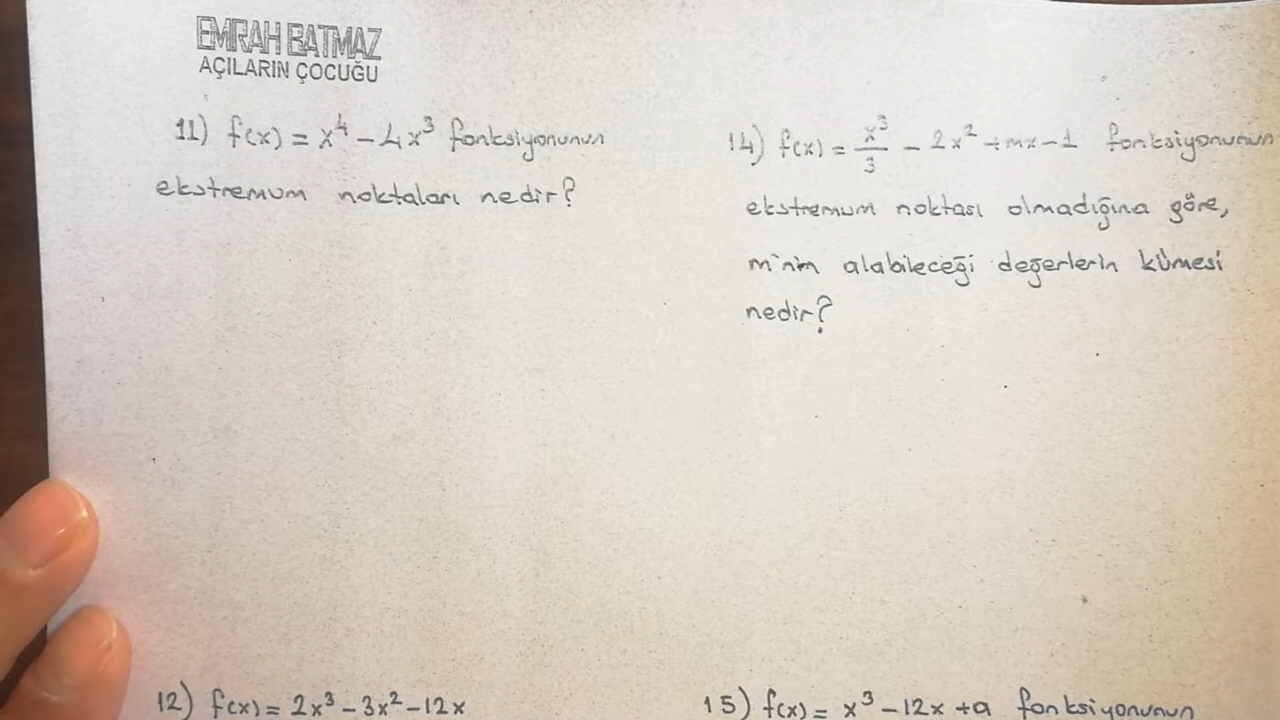 EMRAH BATMAZ
AÇILARIN ÇOCUĞU
11) f(x) = x⁴ - 4x³ fonksiyonunun
ekstremum noktaları nedir?
12) f(x) = 2x³ - 3x² - 12x
14) f(x) = x³/3 - 2x² + mx - 1 fonksiyonunun
ekstremum noktası olmadığına göre,
m'nin alabileceği değerlerin kümesi
nedir?
15) f(x) = x³ - 12x + a fonksiyonunun